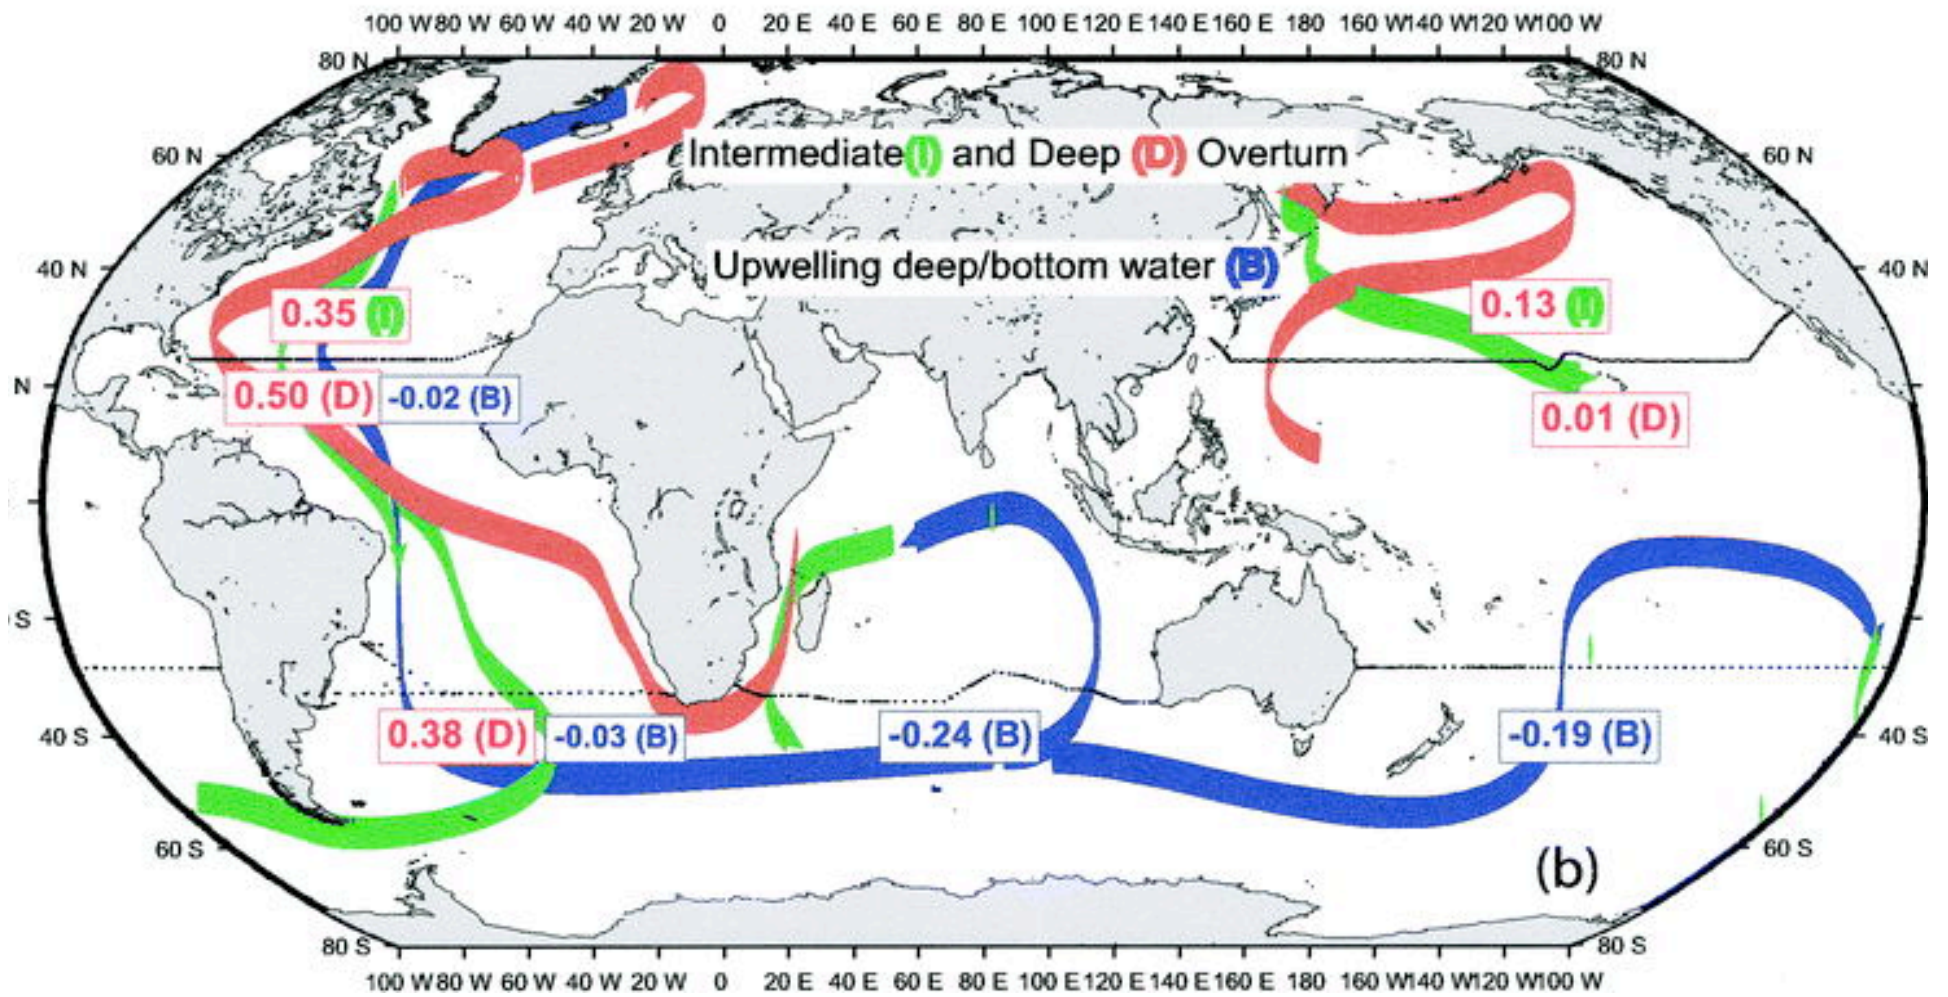 100 W 80 W 60 W 40 W 20 W 0 20 E 40 E 60 E 80 E 100 E 120 E 140 E 160 E 180 160 W 140 W 120 W 100 W
80 N 80 N
Intermediate (I) and Deep (D) Overturn
60 N 60 N
Upwelling deep/bottom water (B)
40 N 40 N
0.35 (I) 0.13 (I)
N
0.50 (D) -0.02 (B) 0.01 (D)
S
0.38 (D) -0.03 (B) -0.24 (B) -0.19 (B)
40 S 40 S
60 S 60 S
(b)
80 S 80 S
100 W 80 W 60 W 40 W 20 W 0 20 E 40 E 60 E 80 E 100 E 120 E 140 E 160 E 180 160 W 140 W 120 W 100 W